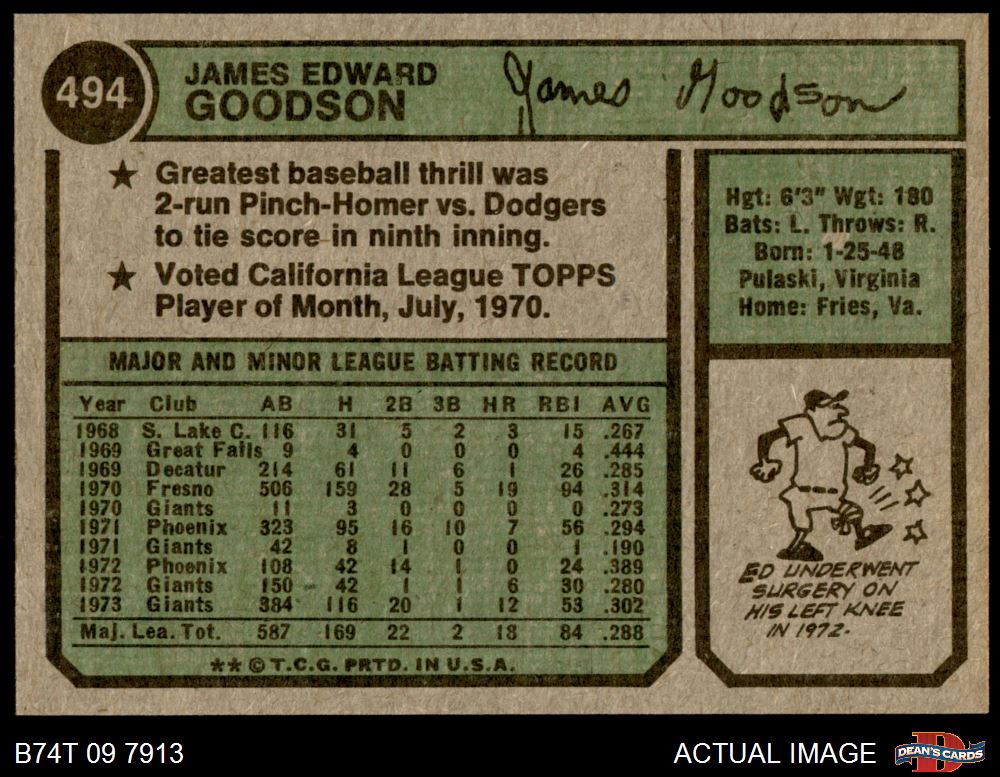 494
JAMES EDWARD
GOODSON
James Goodson
★ Greatest baseball thrill was
2-run Pinch-Homer vs. Dodgers
to tie score in ninth inning.
★ Voted California League TOPPS
Player of Month, July, 1970.
Hgt: 6'3" Wgt: 180
Bats: L. Throws: R.
Born: 1-25-48
Pulaski, Virginia
Home: Fries, Va.
MAJOR AND MINOR LEAGUE BATTING RECORD
Year Club AB H 2B 3B HR RBI AVG
1968 S. Lake C. 116 31 5 2 3 15 .267
1969 Great Falls 9 4 0 0 0 4 .444
1969 Decatur 214 61 11 6 1 26 .285
1970 Fresno 506 159 28 5 19 94 .314
1970 Giants 11 3 0 0 0 0 .273
1971 Phoenix 323 95 16 10 7 56 .294
1971 Giants 42 8 1 0 0 1 .190
1972 Phoenix 108 42 14 1 0 24 .389
1972 Giants 150 42 1 1 6 30 .280
1973 Giants 384 116 20 1 12 53 .302
Maj. Lea. Tot. 587 169 22 2 18 84 .288
** © T.C.G. PRTD. IN U.S.A.
ED UNDERWENT
SURGERY ON
HIS LEFT KNEE
IN 1972.
B74T 09 7913
ACTUAL IMAGE
D
DEAN'S CARDS